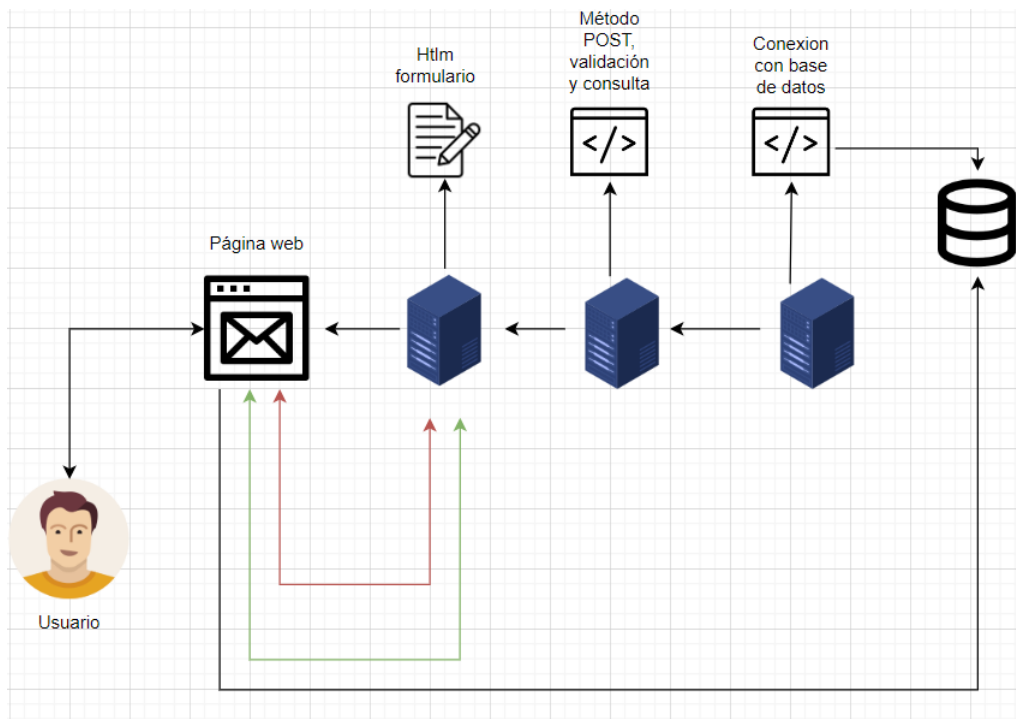 Htlm
formulario
Método
POST,
validación
y consulta
Conexion
con base
de datos
</>
</>
Página web
Usuario